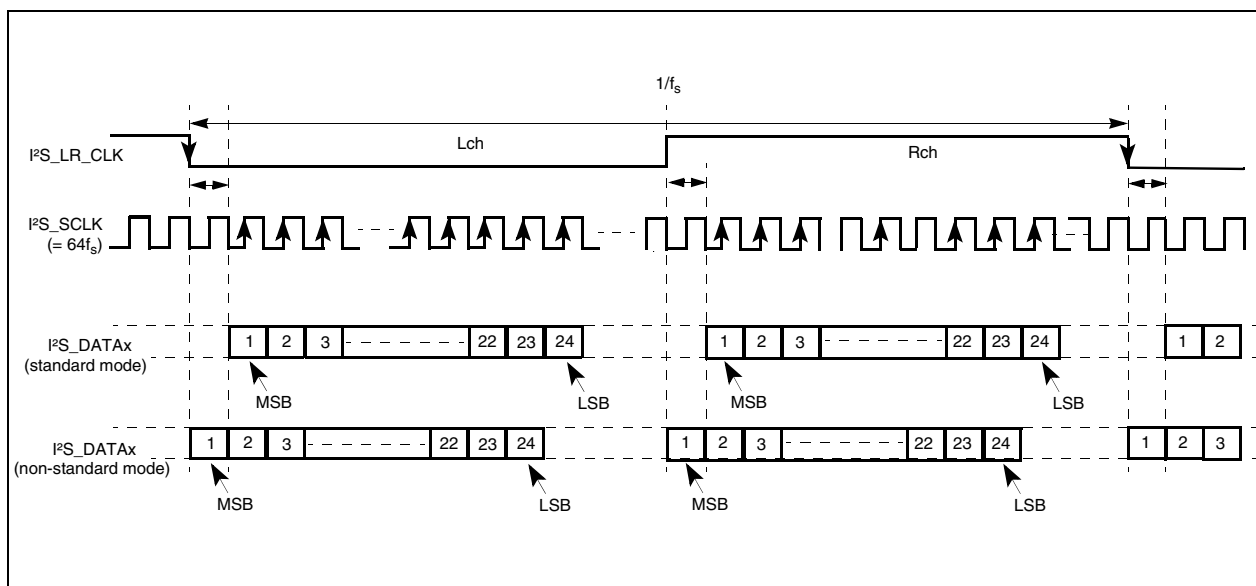 1/fs
I²S_LR_CLK
Lch
Rch
I²S_SCLK
(= 64fs)
I²S_DATAx
(standard mode)
1 2 3 22 23 24 1 2 3 22 23 24 1 2
MSB LSB MSB LSB
I²S_DATAx
(non-standard mode)
1 2 3 22 23 24 1 2 3 22 23 24 1 2 3
MSB LSB MSB LSB